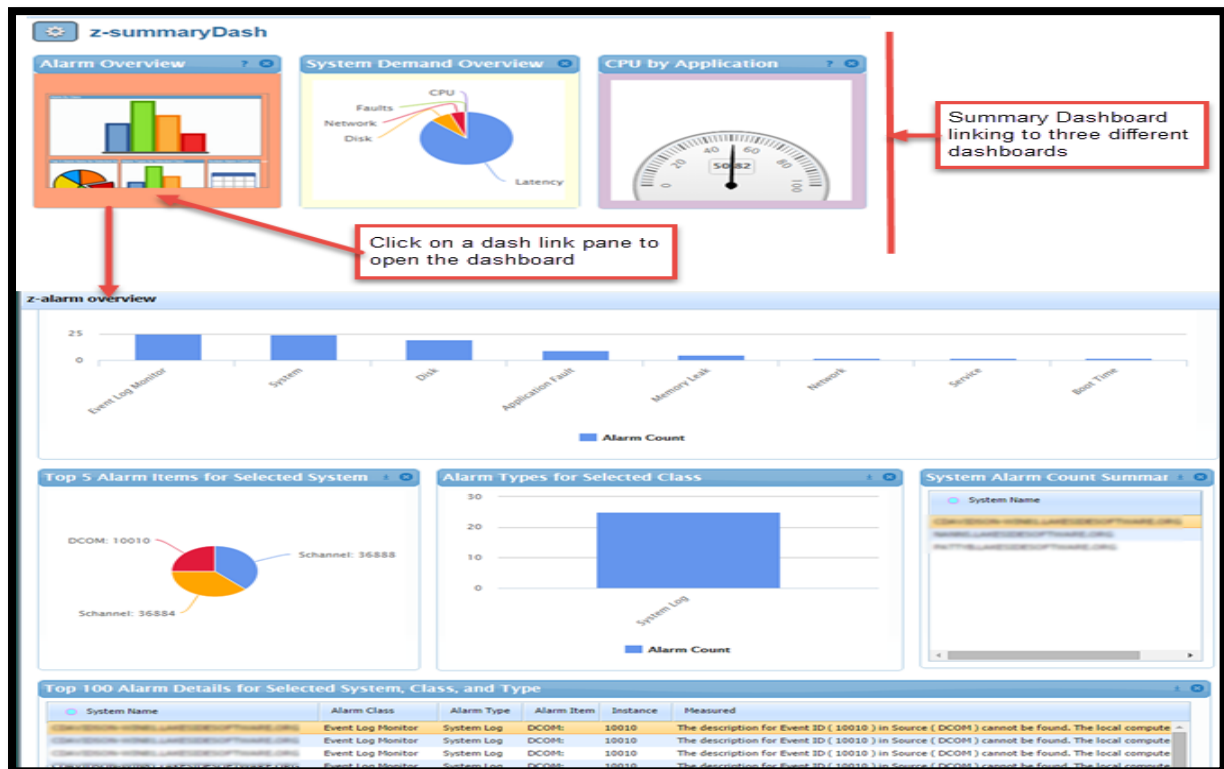 z-summaryDash
Alarm Overview ?
System Demand Overview
CPU by Application ?
CPU
Faults
Network
Disk
Latency
0
20
40
60
80
100
Summary Dashboard
linking to three different
dashboards
Click on a dash link pane to
open the dashboard
z-alarm overview
25
0
Event Log Monitor
System
Disk
Application Fault
Memory Leak
Network
Service
Boot Time
Alarm Count
Top 5 Alarm Items for Selected System
DCOM: 10010
Schannel: 36888
Schannel: 36884
Alarm Types for Selected Class
30
20
10
0
System Log
Alarm Count
System Alarm Count Summar
System Name
Top 100 Alarm Details for Selected System, Class, and Type
System Name Alarm Class Alarm Type Alarm Item Instance Measured
Event Log Monitor System Log DCOM: 10010 The description for Event ID ( 10010 ) in Source ( DCOM ) cannot be found. The local compute
Event Log Monitor System Log DCOM: 10010 The description for Event ID ( 10010 ) in Source ( DCOM ) cannot be found. The local compute
Event Log Monitor System Log DCOM: 10010 The description for Event ID ( 10010 ) in Source ( DCOM ) cannot be found. The local compute
Event Log Monitor System Log DCOM: 10010 The description for Event ID ( 10010 ) in Source ( DCOM ) cannot be found. The local compute